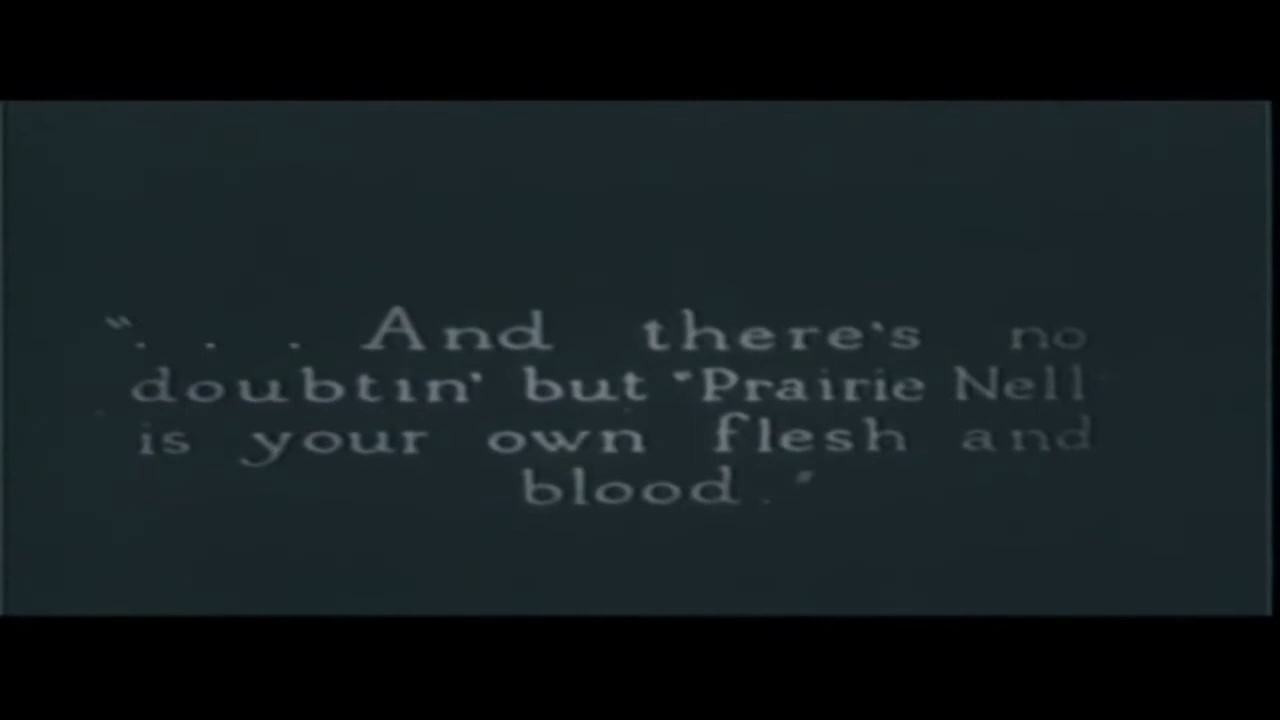 ". . . And there's no
doubtin' but "Prairie Nell"
is your own flesh and
blood."